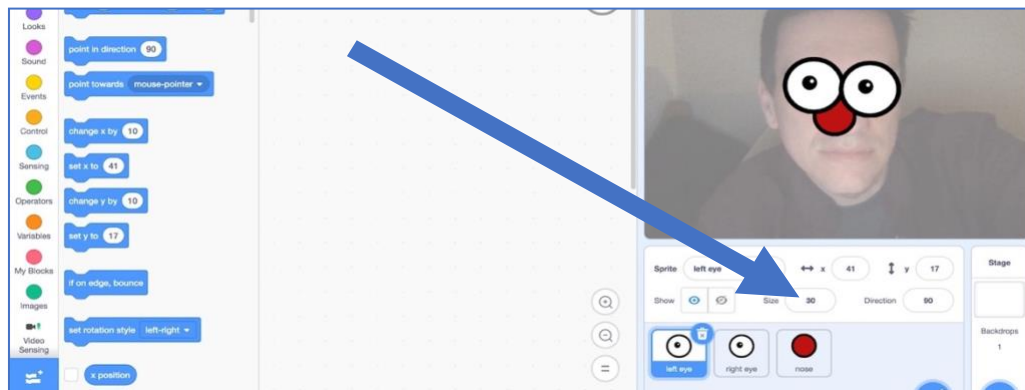 Looks
Sound
Events
Control
Sensing
Operators
Variables
My Blocks
Images
Video
Sensing
point in direction 90
point towards mouse-pointer
change x by 10
set x to 41
change y by 10
set y to 17
if on edge, bounce
set rotation style left-right
x position
Sprite left eye x 41 y 17
Show Size 30 Direction 90
left eye right eye nose
Stage
Backdrops
1